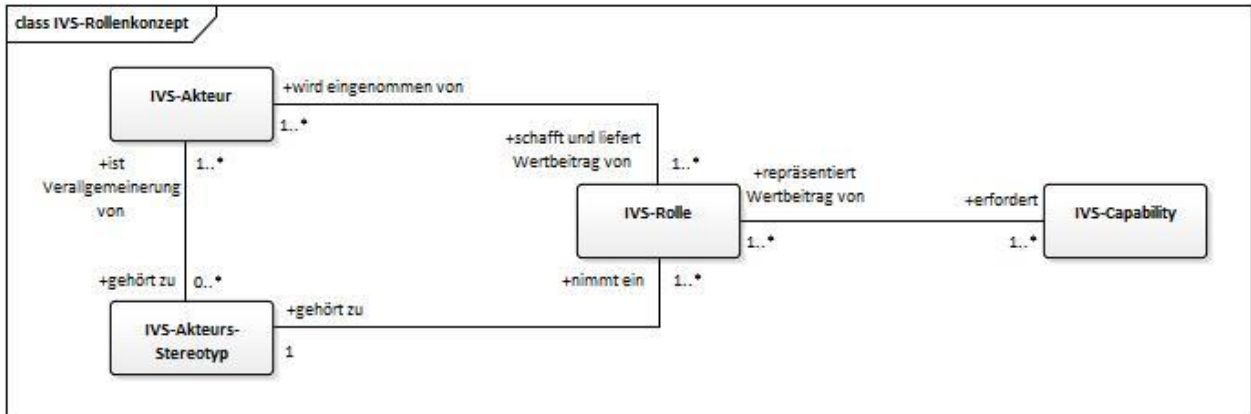 class IVS-Rollenkonzept
IVS-Akteur
+wird eingenommen von
1..*
+ist
Verallgemeinerung
von
1..*
+schafft und liefert
Wertbeitrag von
1..*
+repräsentiert
Wertbeitrag von
+erfordert
IVS-Rolle
IVS-Capability
1..*
1..*
+nimmt ein
1..*
+gehört zu
0..*
+gehört zu
IVS-Akteurs-
Stereotyp
1